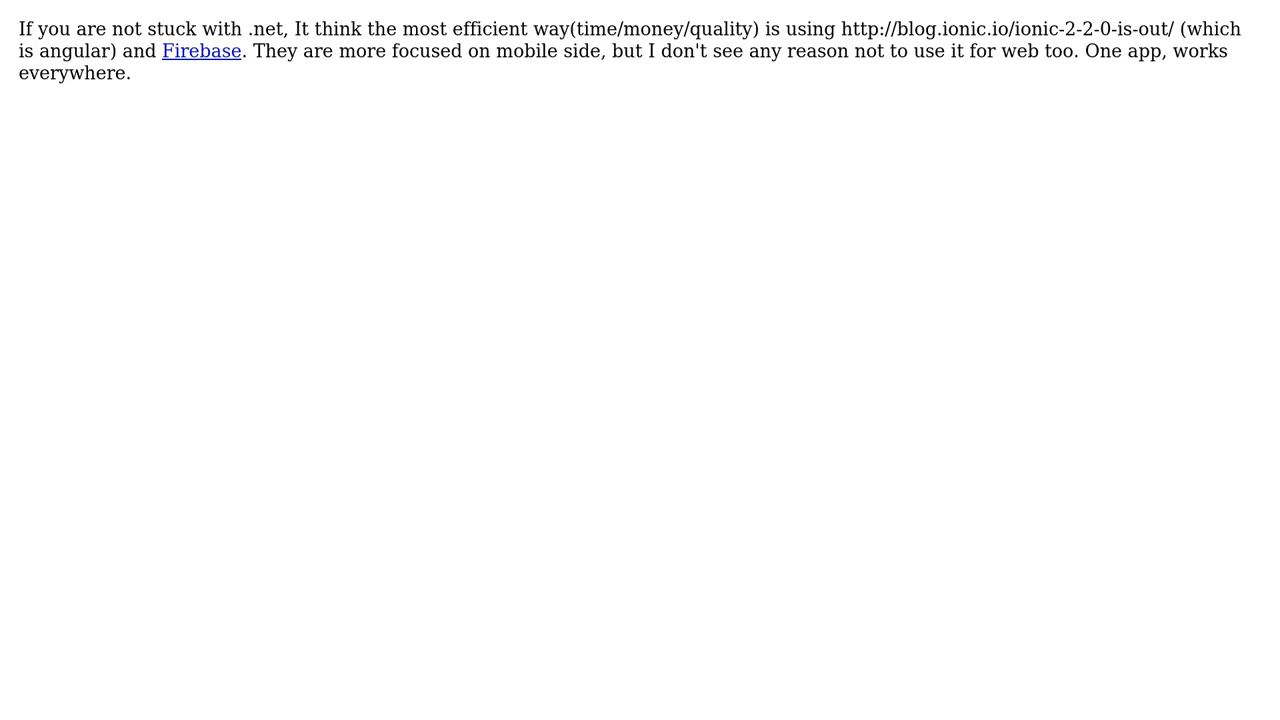 If you are not stuck with .net, It think the most efficient way(time/money/quality) is using http://blog.ionic.io/ionic-2-2-0-is-out/ (which
is angular) and Firebase. They are more focused on mobile side, but I don't see any reason not to use it for web too. One app, works
everywhere.